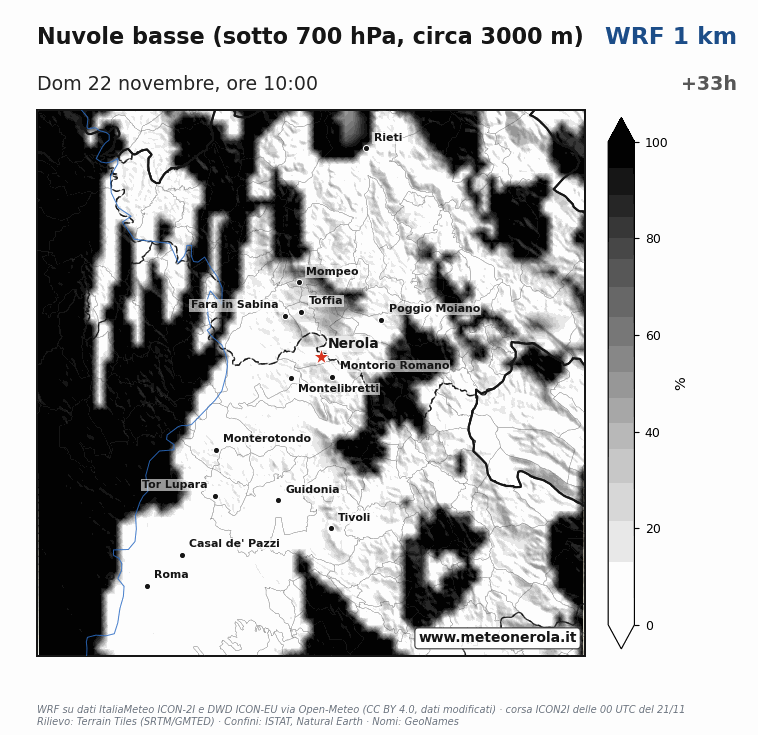 Nuvole basse (sotto 700 hPa, circa 3000 m) WRF 1 km
Dom 22 novembre, ore 10:00 +33h
Rieti
Mompeo
Toffia
Fara in Sabina
Poggio Moiano
Nerola
Montorio Romano
Montelibretti
Monterotondo
Tor Lupara
Guidonia
Tivoli
Casal de' Pazzi
Roma
www.meteonerola.it
100
80
60
40
20
0
%
WRF su dati ItaliaMeteo ICON-2I e DWD ICON-EU via Open-Meteo (CC BY 4.0, dati modificati) · corsa ICON2I delle 00 UTC del 21/11
Rilievo: Terrain Tiles (SRTM/GMTED) · Confini: ISTAT, Natural Earth · Nomi: GeoNames